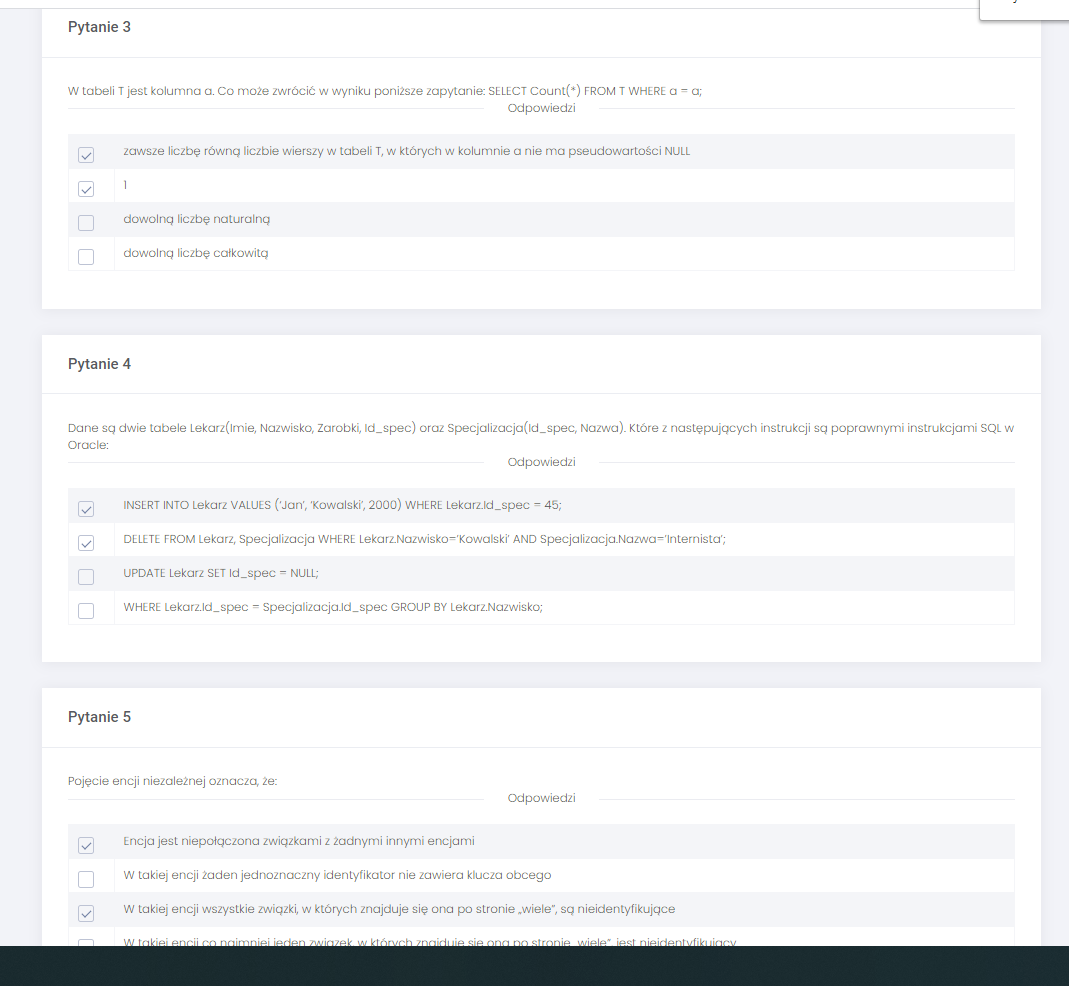 Pytanie 3
W tabeli T jest kolumna a. Co może zwrócić w wyniku poniższe zapytanie: SELECT Count(*) FROM T WHERE a = a;
Odpowiedzi
zawsze liczbę równą liczbie wierszy w tabeli T, w których w kolumnie a nie ma pseudowartości NULL
1
dowolną liczbę naturalną
dowolną liczbę całkowitą
Pytanie 4
Dane są dwie tabele Lekarz(Imie, Nazwisko, Zarobki, Id_spec) oraz Specjalizacja(Id_spec, Nazwa). Które z następujących instrukcji są poprawnymi instrukcjami SQL w
Oracle:
Odpowiedzi
INSERT INTO Lekarz VALUES ('Jan', 'Kowalski', 2000) WHERE Lekarz.Id_spec = 45;
DELETE FROM Lekarz, Specjalizacja WHERE Lekarz.Nazwisko='Kowalski' AND Specjalizacja.Nazwa='Internista';
UPDATE Lekarz SET Id_spec = NULL;
WHERE Lekarz.Id_spec = Specjalizacja.Id_spec GROUP BY Lekarz.Nazwisko;
Pytanie 5
Pojęcie encji niezależnej oznacza, że:
Odpowiedzi
Encja jest niepołączona związkami z żadnymi innymi encjami
W takiej encji żaden jednoznaczny identyfikator nie zawiera klucza obcego
W takiej encji wszystkie związki, w których znajduje się ona po stronie „wiele", są nieidentyfikujące
W takiej encji co najmniej jeden związek, w których znajduje się ona po stronie „wiele", jest nieidentyfikujący